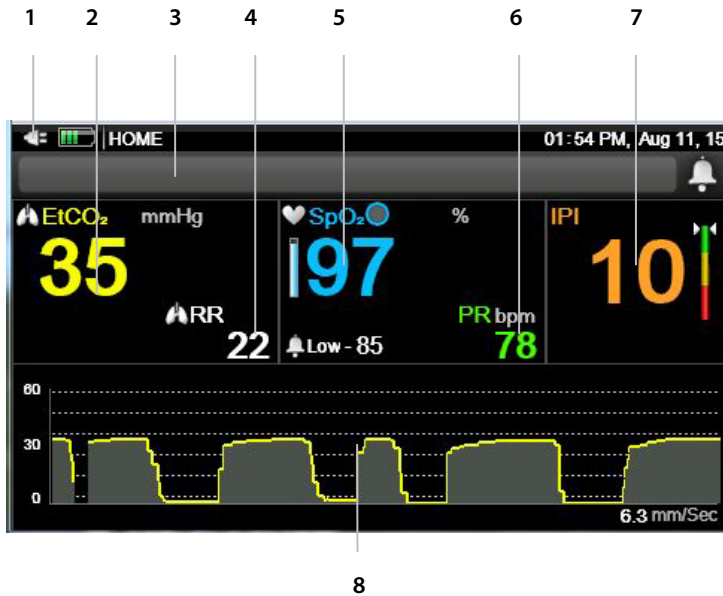 1 2 3 4 5 6 7
HOME 01:54 PM, Aug 11, 15
EtCO₂ mmHg SpO₂ % IPI
35 97 10
RR PR bpm
22 Low - 85 78
60
30
0
6.3 mm/Sec
8